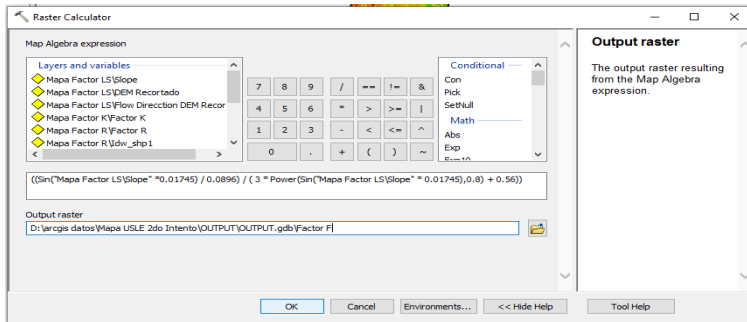 Raster Calculator
Map Algebra expression
Layers and variables
Mapa Factor LS\Slope
Mapa Factor LS\DEM Recortado
Mapa Factor LS\Flow Direcction DEM Recor
Mapa Factor K\Factor K
Mapa Factor R\Factor R
Mapa Factor R\Idw_shp1
7 8 9 / == != &
4 5 6 * > >= |
1 2 3 - < <= ^
0 . + ( ) ~
Conditional
Con
Pick
SetNull
Math
Abs
Exp
Exp10
((Sin("Mapa Factor LS\Slope" *0.01745) / 0.0896) / ( 3 * Power(Sin("Mapa Factor LS\Slope" * 0.01745),0.8) + 0.56))
Output raster
D:\arcgis datos\Mapa USLE 2do Intento\OUTPUT\OUTPUT.gdb\Factor F
OK
Cancel
Environments...
<< Hide Help
Tool Help
Output raster
The output raster resulting
from the Map Algebra
expression.